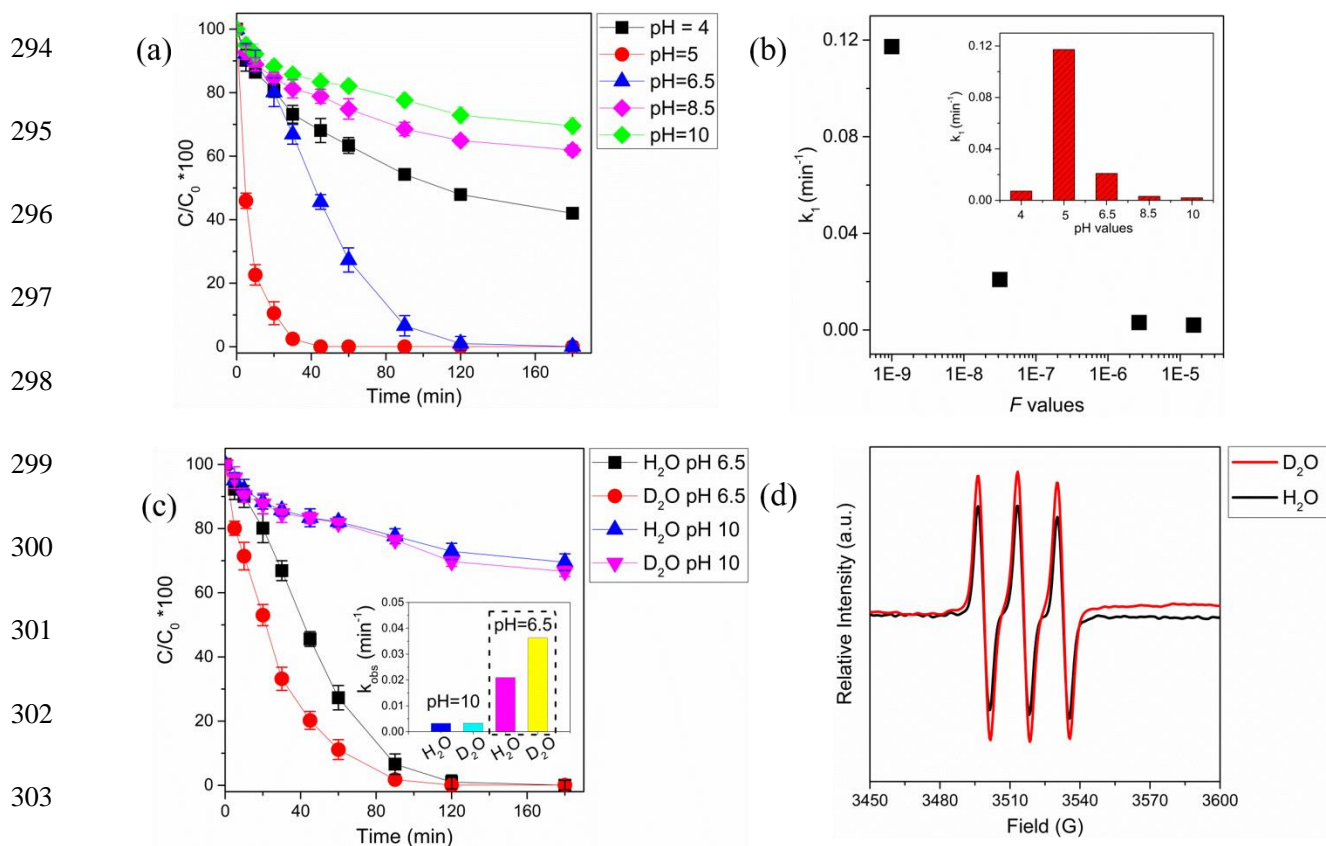 294
295
296
297
298
299
300
301
302
303
(a)
pH = 4
pH=5
pH=6.5
pH=8.5
pH=10
C/C₀ *100
100
80
60
40
20
0
0 40 80 120 160
Time (min)
(b)
k₁ (min⁻¹)
0.12
0.08
0.04
0.00
1E-9 1E-8 1E-7 1E-6 1E-5
F values
k₁ (min⁻¹)
0.12
0.08
0.04
0.00
4 5 6.5 8.5 10
pH values
(c)
H₂O pH 6.5
D₂O pH 6.5
H₂O pH 10
D₂O pH 10
C/C₀ *100
100
80
60
40
20
0
0 40 80 120 160
Time (min)
k_obs (min⁻¹)
0.05
0.04
0.03
0.02
0.01
0.00
pH=10
pH=6.5
H₂O D₂O H₂O D₂O
(d)
D₂O
H₂O
Relative Intensity (a.u.)
3450 3480 3510 3540 3570 3600
Field (G)